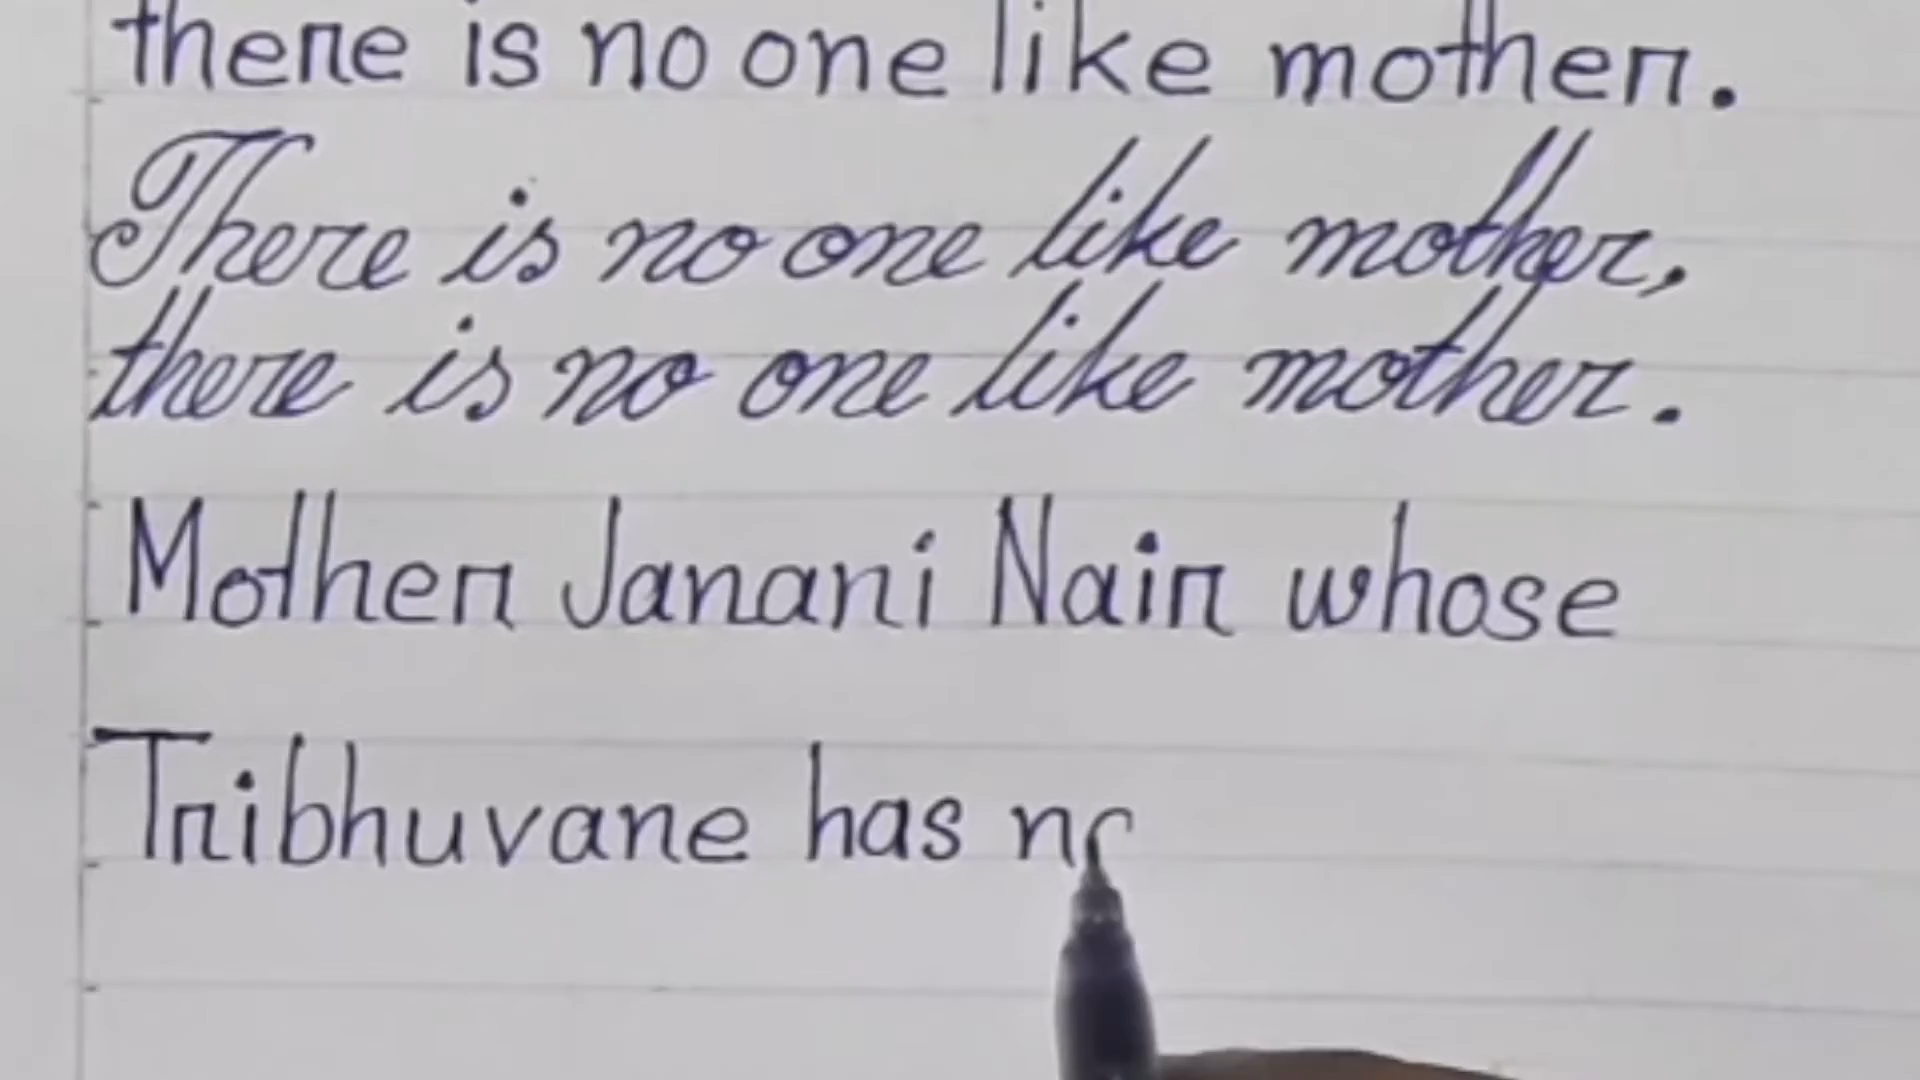 there is no one like mother.
There is no one like mother,
there is no one like mother.
Mother Janani Nair whose
Tribhuvane has